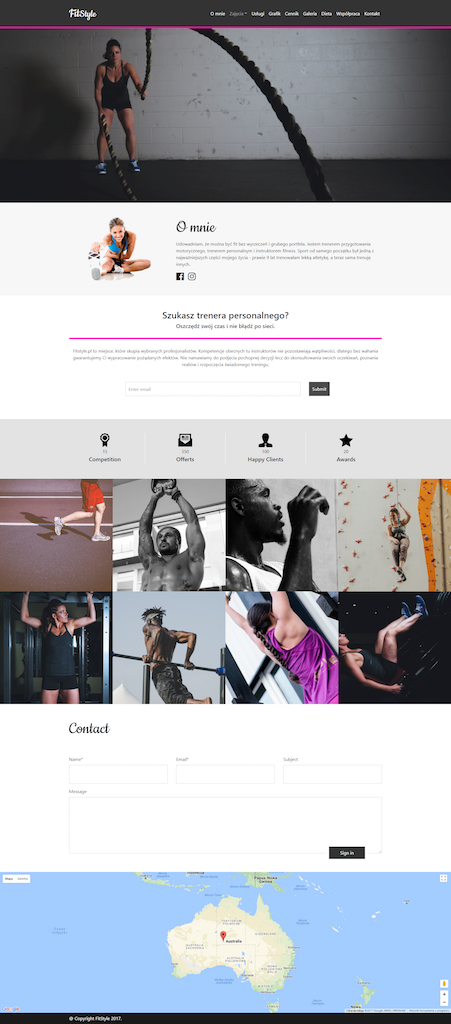 FitStyle
O mnie Zajęcia Usługi Grafik Cennik Galeria Dieta Współpraca Kontakt
O mnie
Udowadniam, że można być fit bez wyrzeczeń i grubego portfela. Jestem trenerem przygotowania
motorycznego, trenerem personalnym i instruktorem fitness. Sport od samego początku był jedną z
najważniejszych części mojego życia - prawie 9 lat trenowałam lekką atletykę, a teraz sama trenuję
innych.
Szukasz trenera personalnego?
Oszczędź swój czas i nie błądź po sieci.
Fitstyle.pl to miejsce, które skupia wybranych profesjonalistów. Kompetencje obecnych tu instruktorów nie pozostawiają wątpliwości, dlatego bez wahania
gwarantujemy Ci wypracowanie pożądanych efektów. Nie namawiamy do podjęcia pochopnej decyzji lecz do skonsultowania swoich oczekiwań, poznania
realiów i rozpoczęcia świadomego treningu.
Enter email
Submit
Competition
Offerts
Happy Clients
Awards
Contact
Name*
Email*
Subject
Message
Sign in
Mapa Satelita
Papua-Nowa
Gwinea
Australia
@ Copyright FitStyle 2017.